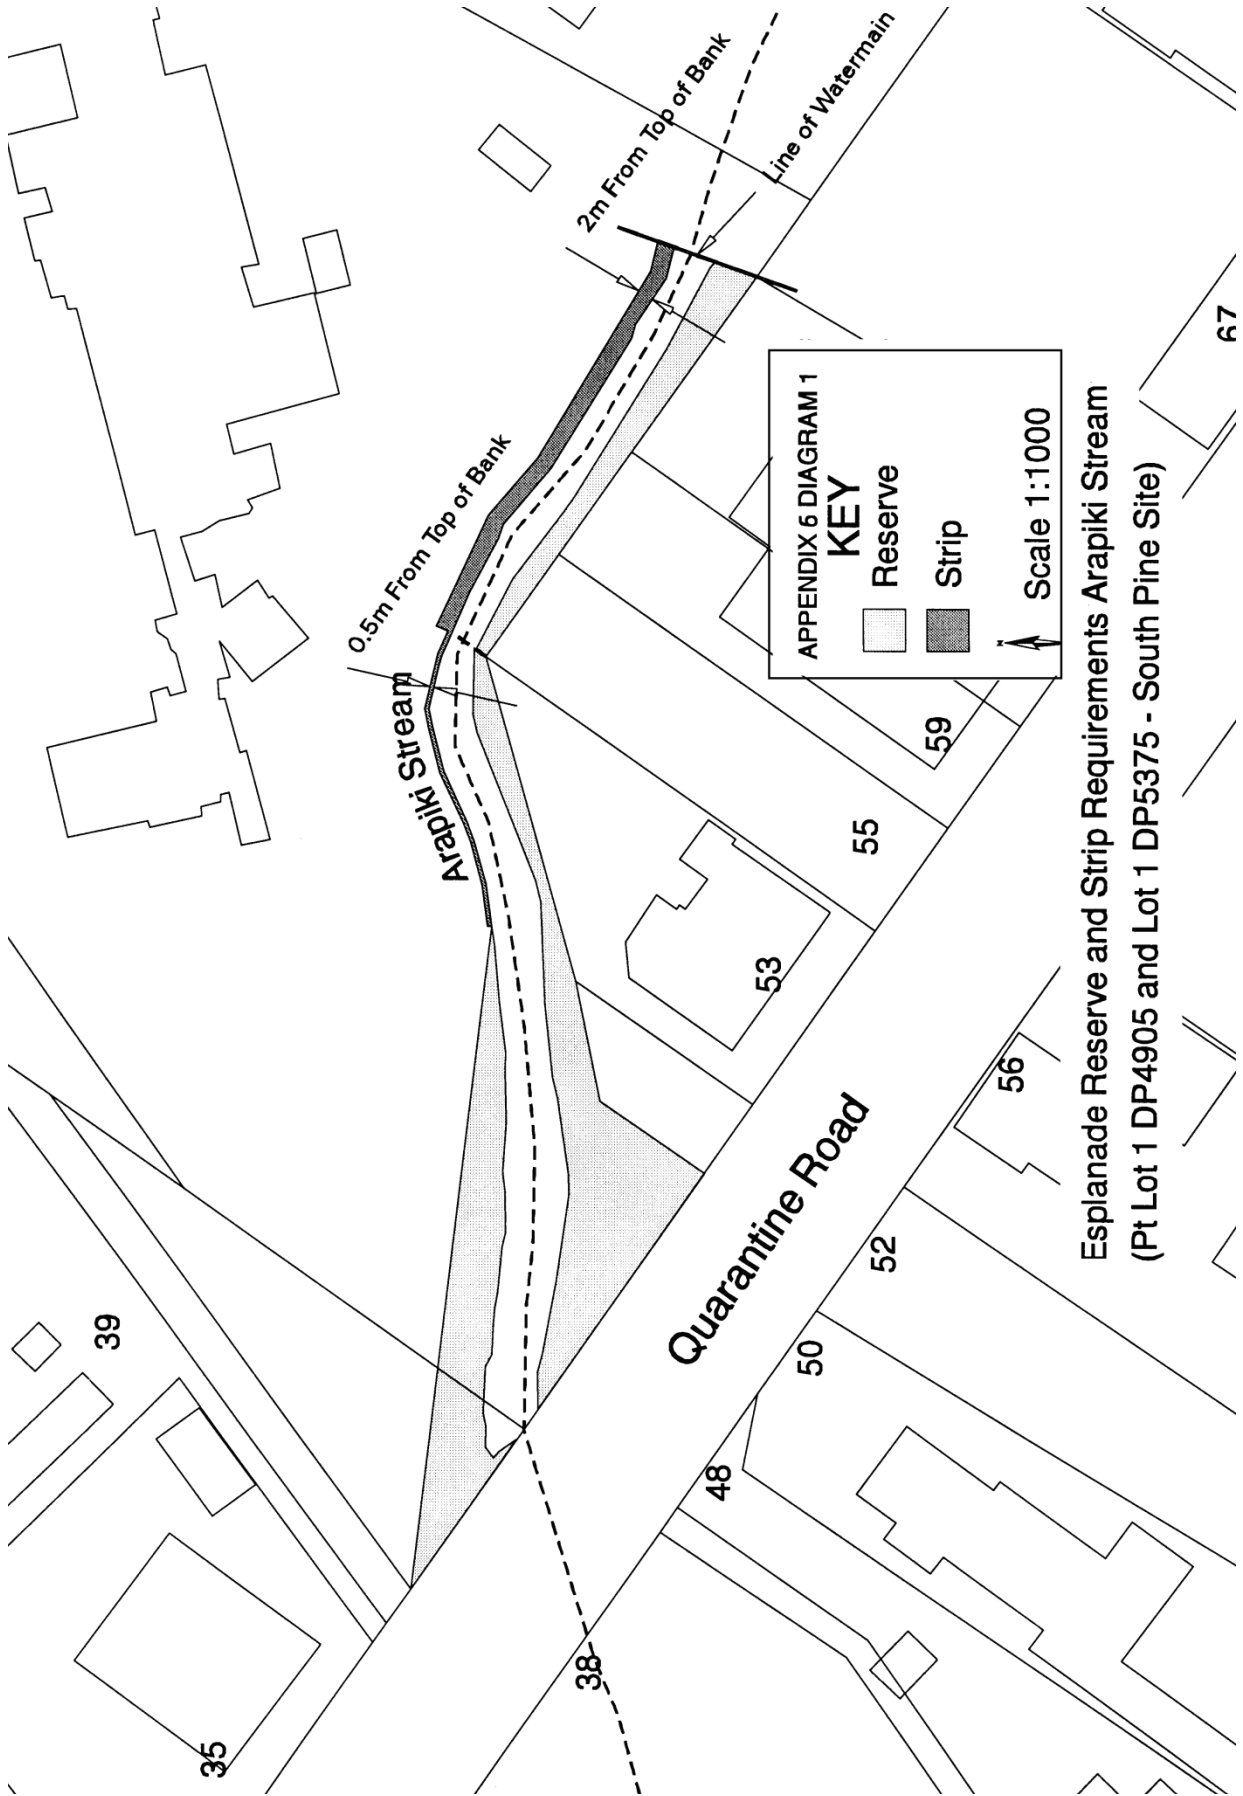 2m From Top of Bank
Line of Watermain
0.5m From Top of Bank
Arapiki Stream
39
35
38
Quarantine Road
53
55
59
67
56
52
50
48
APPENDIX 6 DIAGRAM 1
KEY
Reserve
Strip
N
Scale 1:1000
Esplanade Reserve and Strip Requirements Arapiki Stream
(Pt Lot 1 DP4905 and Lot 1 DP5375 - South Pine Site)